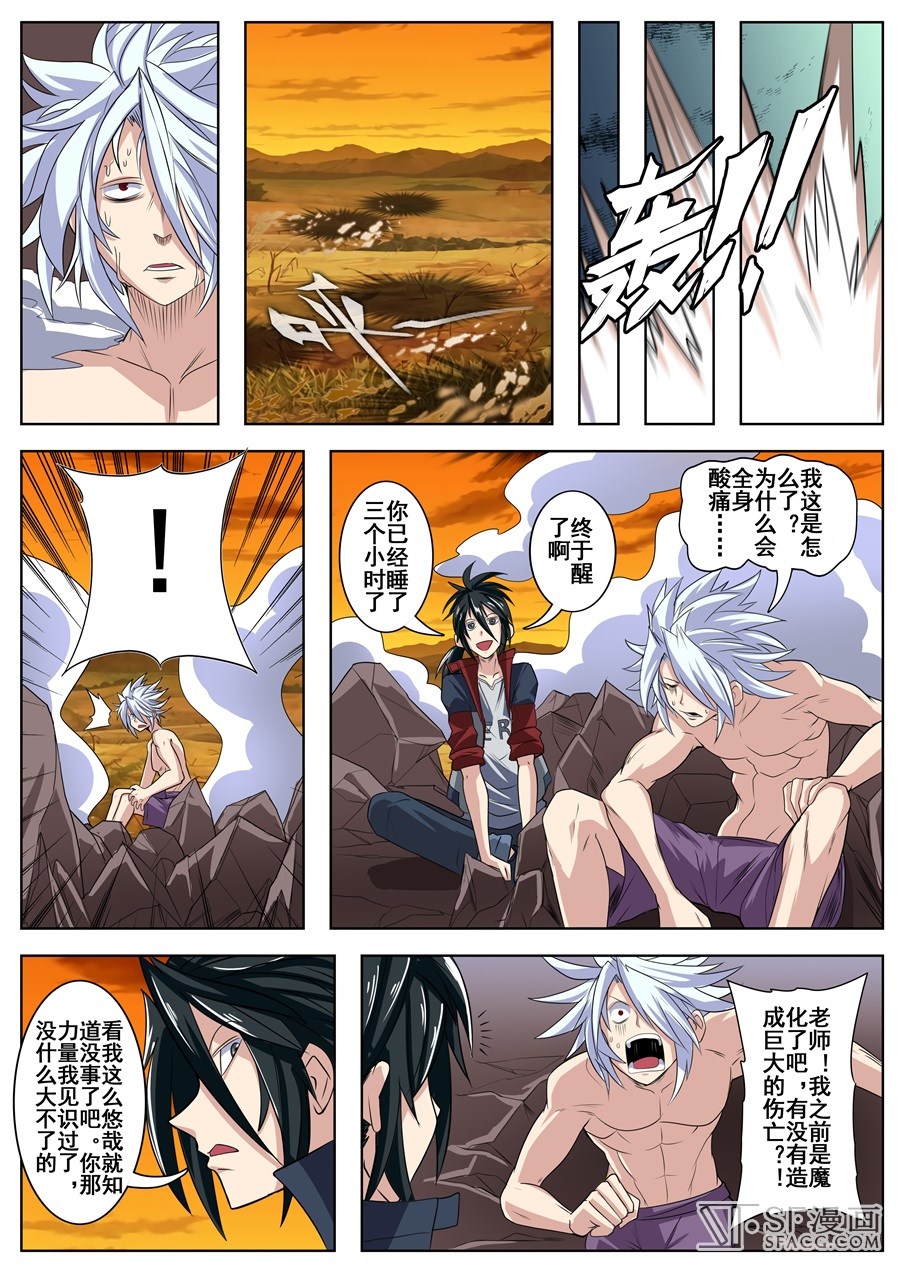 轰!!
呼一
我这是怎
么了?
为什么会
全身
酸痛……
终于醒
了啊
你已经睡了
三个小时了
!
老师!我之前是魔
化了吧,有没有造
成巨大的伤亡?!
看我这么悠哉就知
道没事了吧。你那
力量我见识过了,
没什么大不了的
SF漫画
SFACG.COM